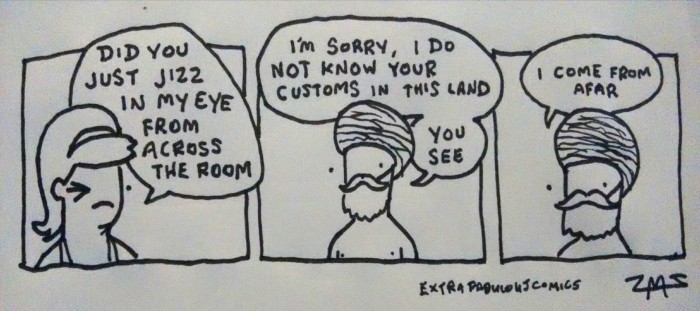 DID YOU
JUST JIZZ
IN MY EYE
FROM
ACROSS
THE ROOM
I'M SORRY, I DO
NOT KNOW YOUR
CUSTOMS IN THIS LAND
YOU
SEE
I COME FROM
AFAR
EXTRAFABULOUSCOMICS
ZMS